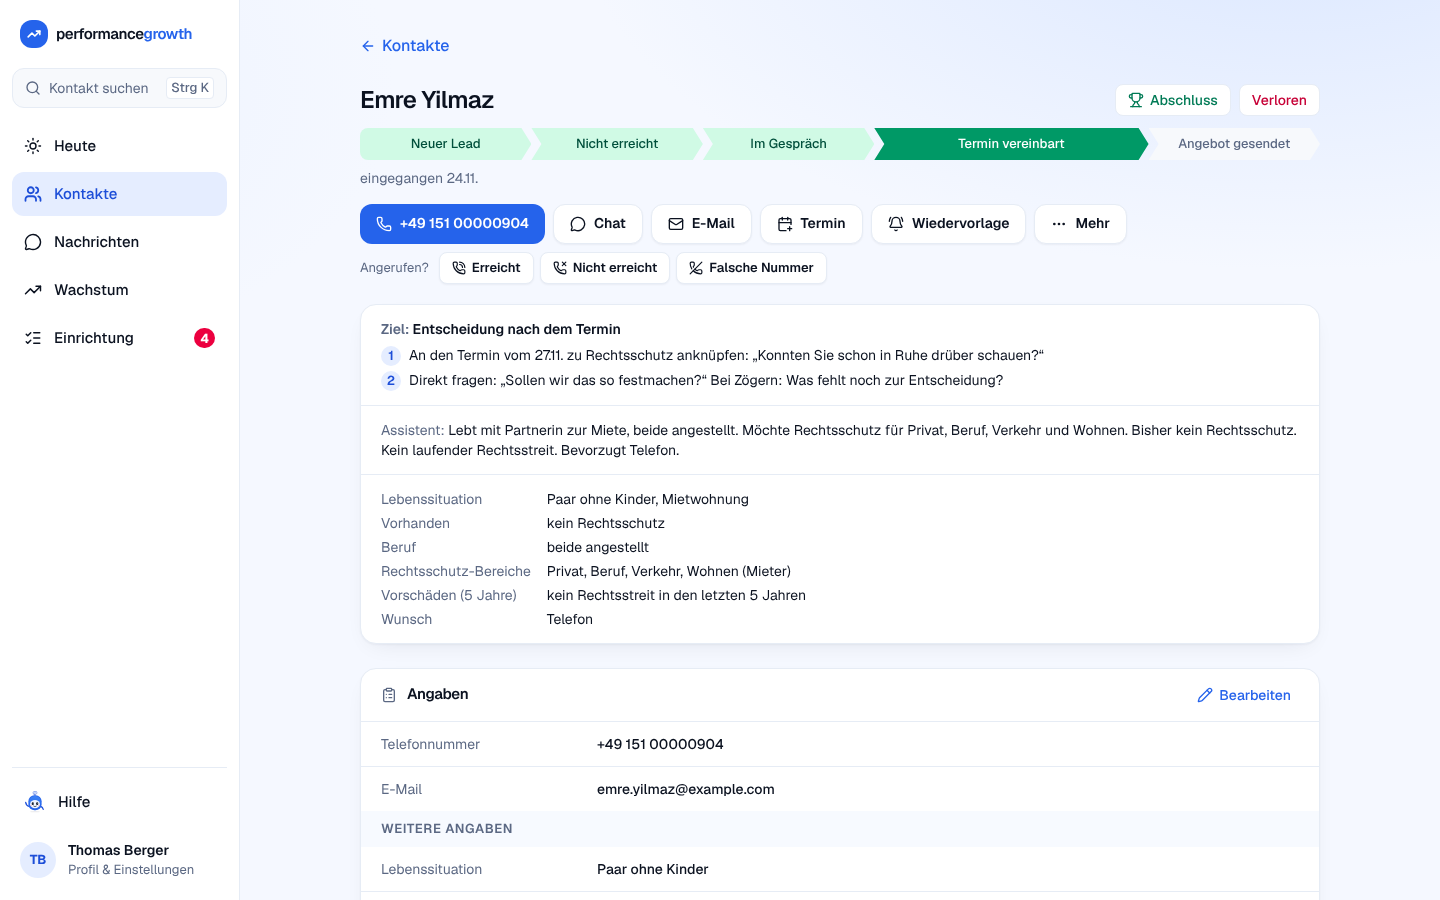 performancegrowth
Kontakt suchen Strg K
Heute
Kontakte
Nachrichten
Wachstum
Einrichtung 4
Hilfe
TB Thomas Berger
Profil & Einstellungen
Kontakte
Emre Yilmaz
Abschluss Verloren
Neuer Lead Nicht erreicht Im Gespräch Termin vereinbart Angebot gesendet
eingegangen 24.11.
+49 151 00000904 Chat E-Mail Termin Wiedervorlage Mehr
Angerufen? Erreicht Nicht erreicht Falsche Nummer
Ziel: Entscheidung nach dem Termin
1 An den Termin vom 27.11. zu Rechtsschutz anknüpfen: „Konnten Sie schon in Ruhe drüber schauen?“
2 Direkt fragen: „Sollen wir das so festmachen?“ Bei Zögern: Was fehlt noch zur Entscheidung?
Assistent: Lebt mit Partnerin zur Miete, beide angestellt. Möchte Rechtsschutz für Privat, Beruf, Verkehr und Wohnen. Bisher kein Rechtsschutz.
Kein laufender Rechtsstreit. Bevorzugt Telefon.
Lebenssituation Paar ohne Kinder, Mietwohnung
Vorhanden kein Rechtsschutz
Beruf beide angestellt
Rechtsschutz-Bereiche Privat, Beruf, Verkehr, Wohnen (Mieter)
Vorschäden (5 Jahre) kein Rechtsstreit in den letzten 5 Jahren
Wunsch Telefon
Angaben Bearbeiten
Telefonnummer +49 151 00000904
E-Mail emre.yilmaz@example.com
WEITERE ANGABEN
Lebenssituation Paar ohne Kinder